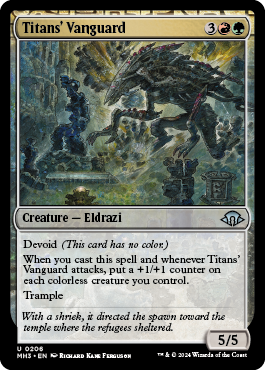 Titans' Vanguard 3
Creature — Eldrazi
Devoid (This card has no color.)
When you cast this spell and whenever Titans'
Vanguard attacks, put a +1/+1 counter on
each colorless creature you control.
Trample
With a shriek, it directed the spawn toward the
temple where the refugees sheltered.
U 0206
MH3 • EN Richard Kane Ferguson
™ & © 2024 Wizards of the Coast
5/5